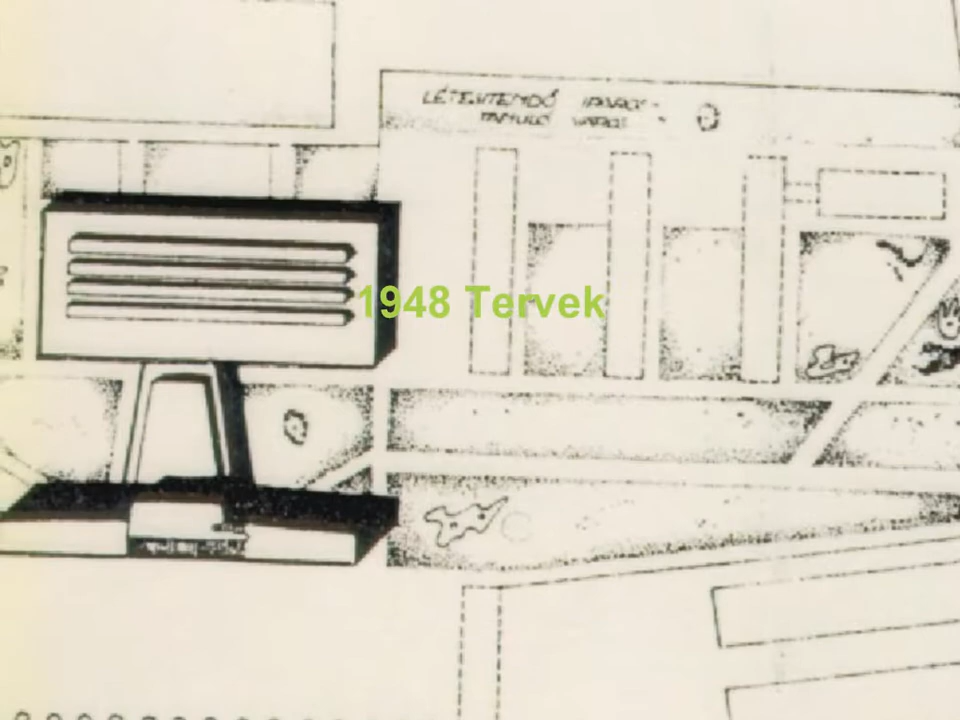 LÉTESITENDŐ IPAROS-
TANULÓ VÁROS
1948 Tervek